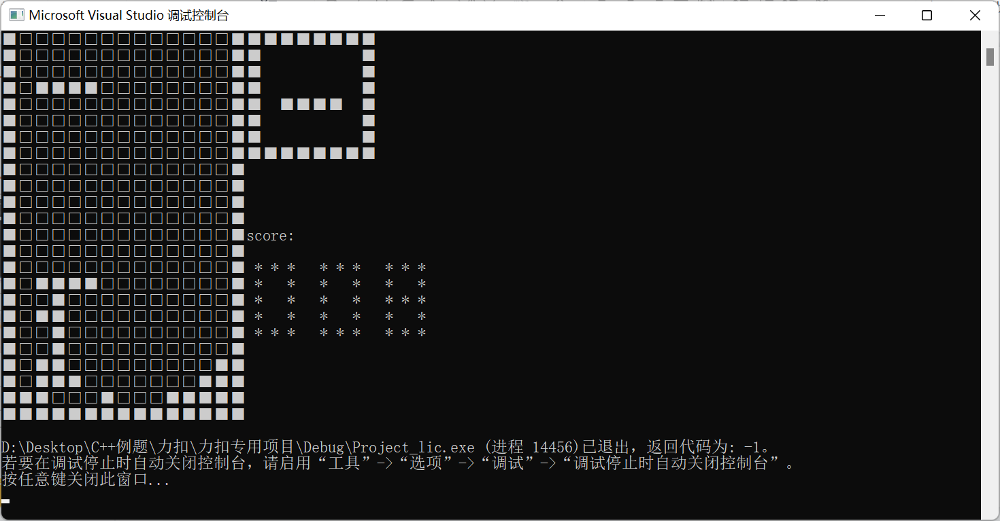 Microsoft Visual Studio 调试控制台
score:
D:\Desktop\C++例题\力扣\力扣专用项目\Debug\Project_lic.exe (进程 14456)已退出，返回代码为: -1。
若要在调试停止时自动关闭控制台，请启用“工具”->“选项”->“调试”->“调试停止时自动关闭控制台”。
按任意键关闭此窗口...